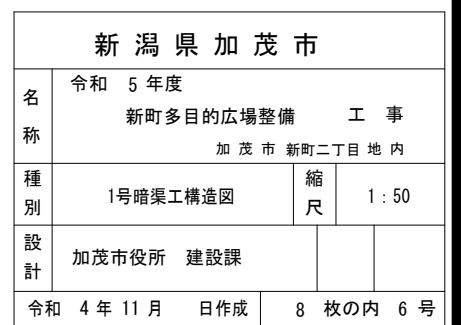 新潟県加茂市
名称
令和 5 年度
新町多目的広場整備 工 事
加 茂 市 新町二丁目 地 内
種別
1号暗渠工構造図
縮尺
1：50
設計
加茂市役所 建設課
令和 4 年 11 月 日作成
8 枚の内 6 号